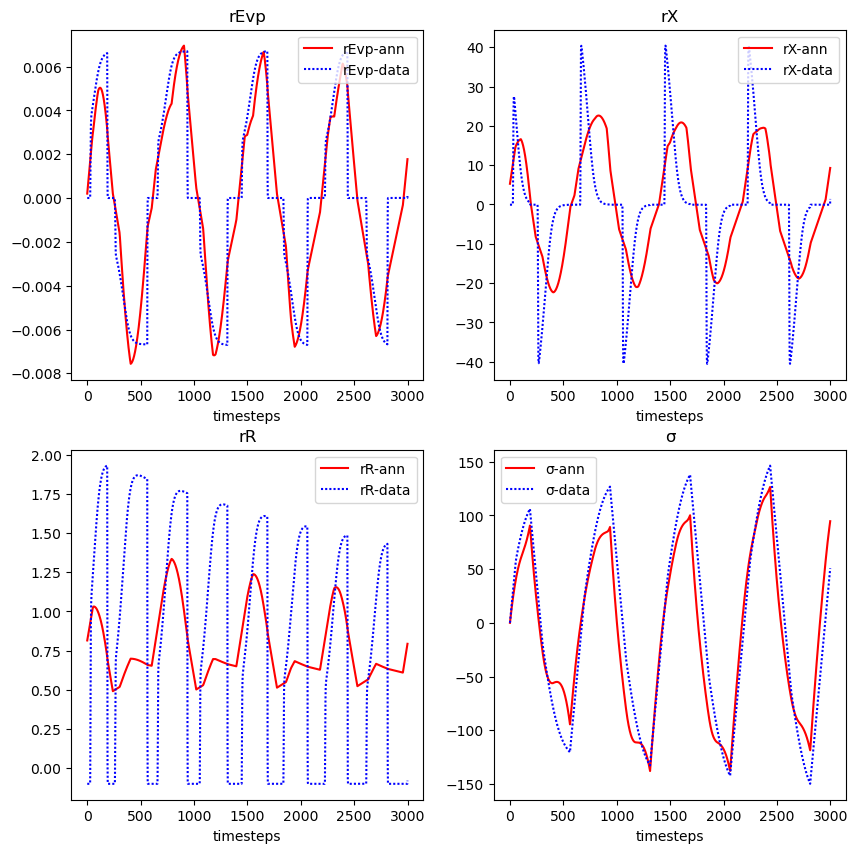 rEvp
rEvp-ann
rEvp-data
0.006
0.004
0.002
0.000
−0.002
−0.004
−0.006
−0.008
0 500 1000 1500 2000 2500 3000
timesteps
rX
rX-ann
rX-data
40
30
20
10
0
−10
−20
−30
−40
0 500 1000 1500 2000 2500 3000
timesteps
rR
rR-ann
rR-data
2.00
1.75
1.50
1.25
1.00
0.75
0.50
0.25
0.00
0 500 1000 1500 2000 2500 3000
timesteps
σ
σ-ann
σ-data
150
100
50
0
−50
−100
−150
0 500 1000 1500 2000 2500 3000
timesteps